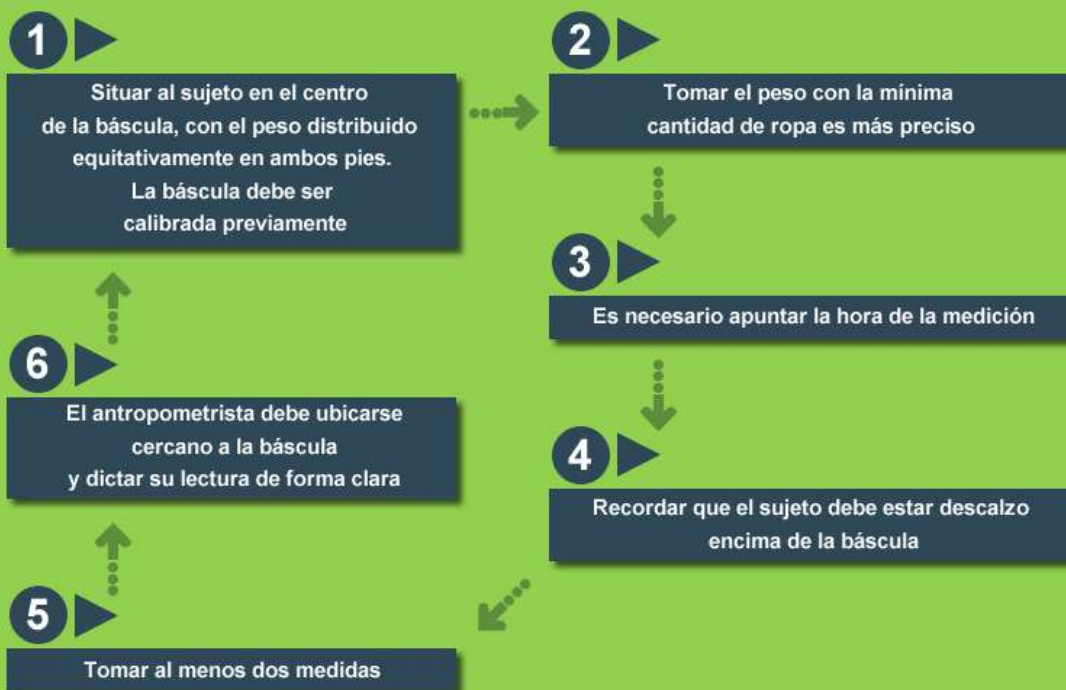 1
Situar al sujeto en el centro
de la báscula, con el peso distribuido
equitativamente en ambos pies.
La báscula debe ser
calibrada previamente
2
Tomar el peso con la mínima
cantidad de ropa es más preciso
3
Es necesario apuntar la hora de la medición
4
Recordar que el sujeto debe estar descalzo
encima de la báscula
5
Tomar al menos dos medidas
6
El antropometrista debe ubicarse
cercano a la báscula
y dictar su lectura de forma clara